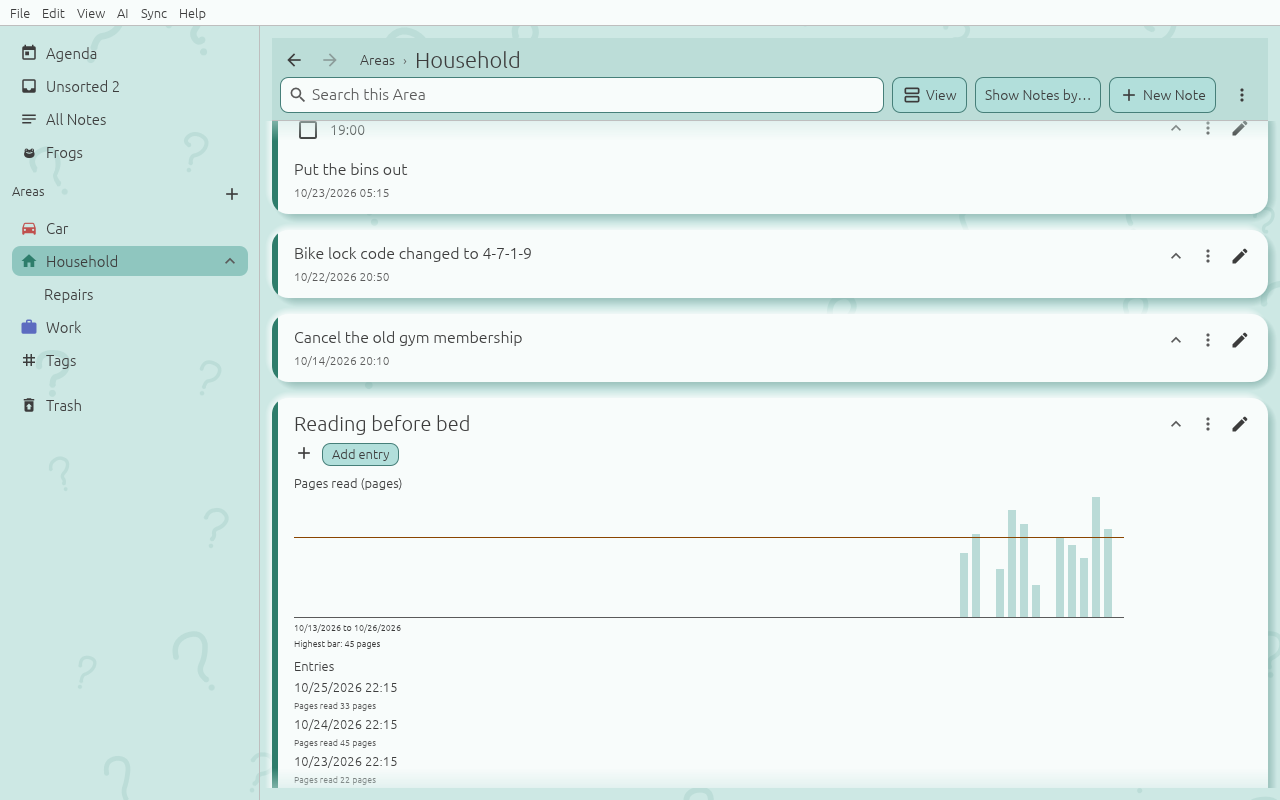 File Edit View AI Sync Help
Agenda
Unsorted 2
All Notes
Frogs
Areas
Car
Household
Repairs
Work
Tags
Trash
Areas › Household
Search this Area
View
Show Notes by…
New Note
19:00
Put the bins out
10/23/2026 05:15
Bike lock code changed to 4-7-1-9
10/22/2026 20:50
Cancel the old gym membership
10/14/2026 20:10
Reading before bed
Add entry
Pages read (pages)
10/13/2026 to 10/26/2026
Highest bar: 45 pages
Entries
10/25/2026 22:15
Pages read 33 pages
10/24/2026 22:15
Pages read 45 pages
10/23/2026 22:15
Pages read 22 pages